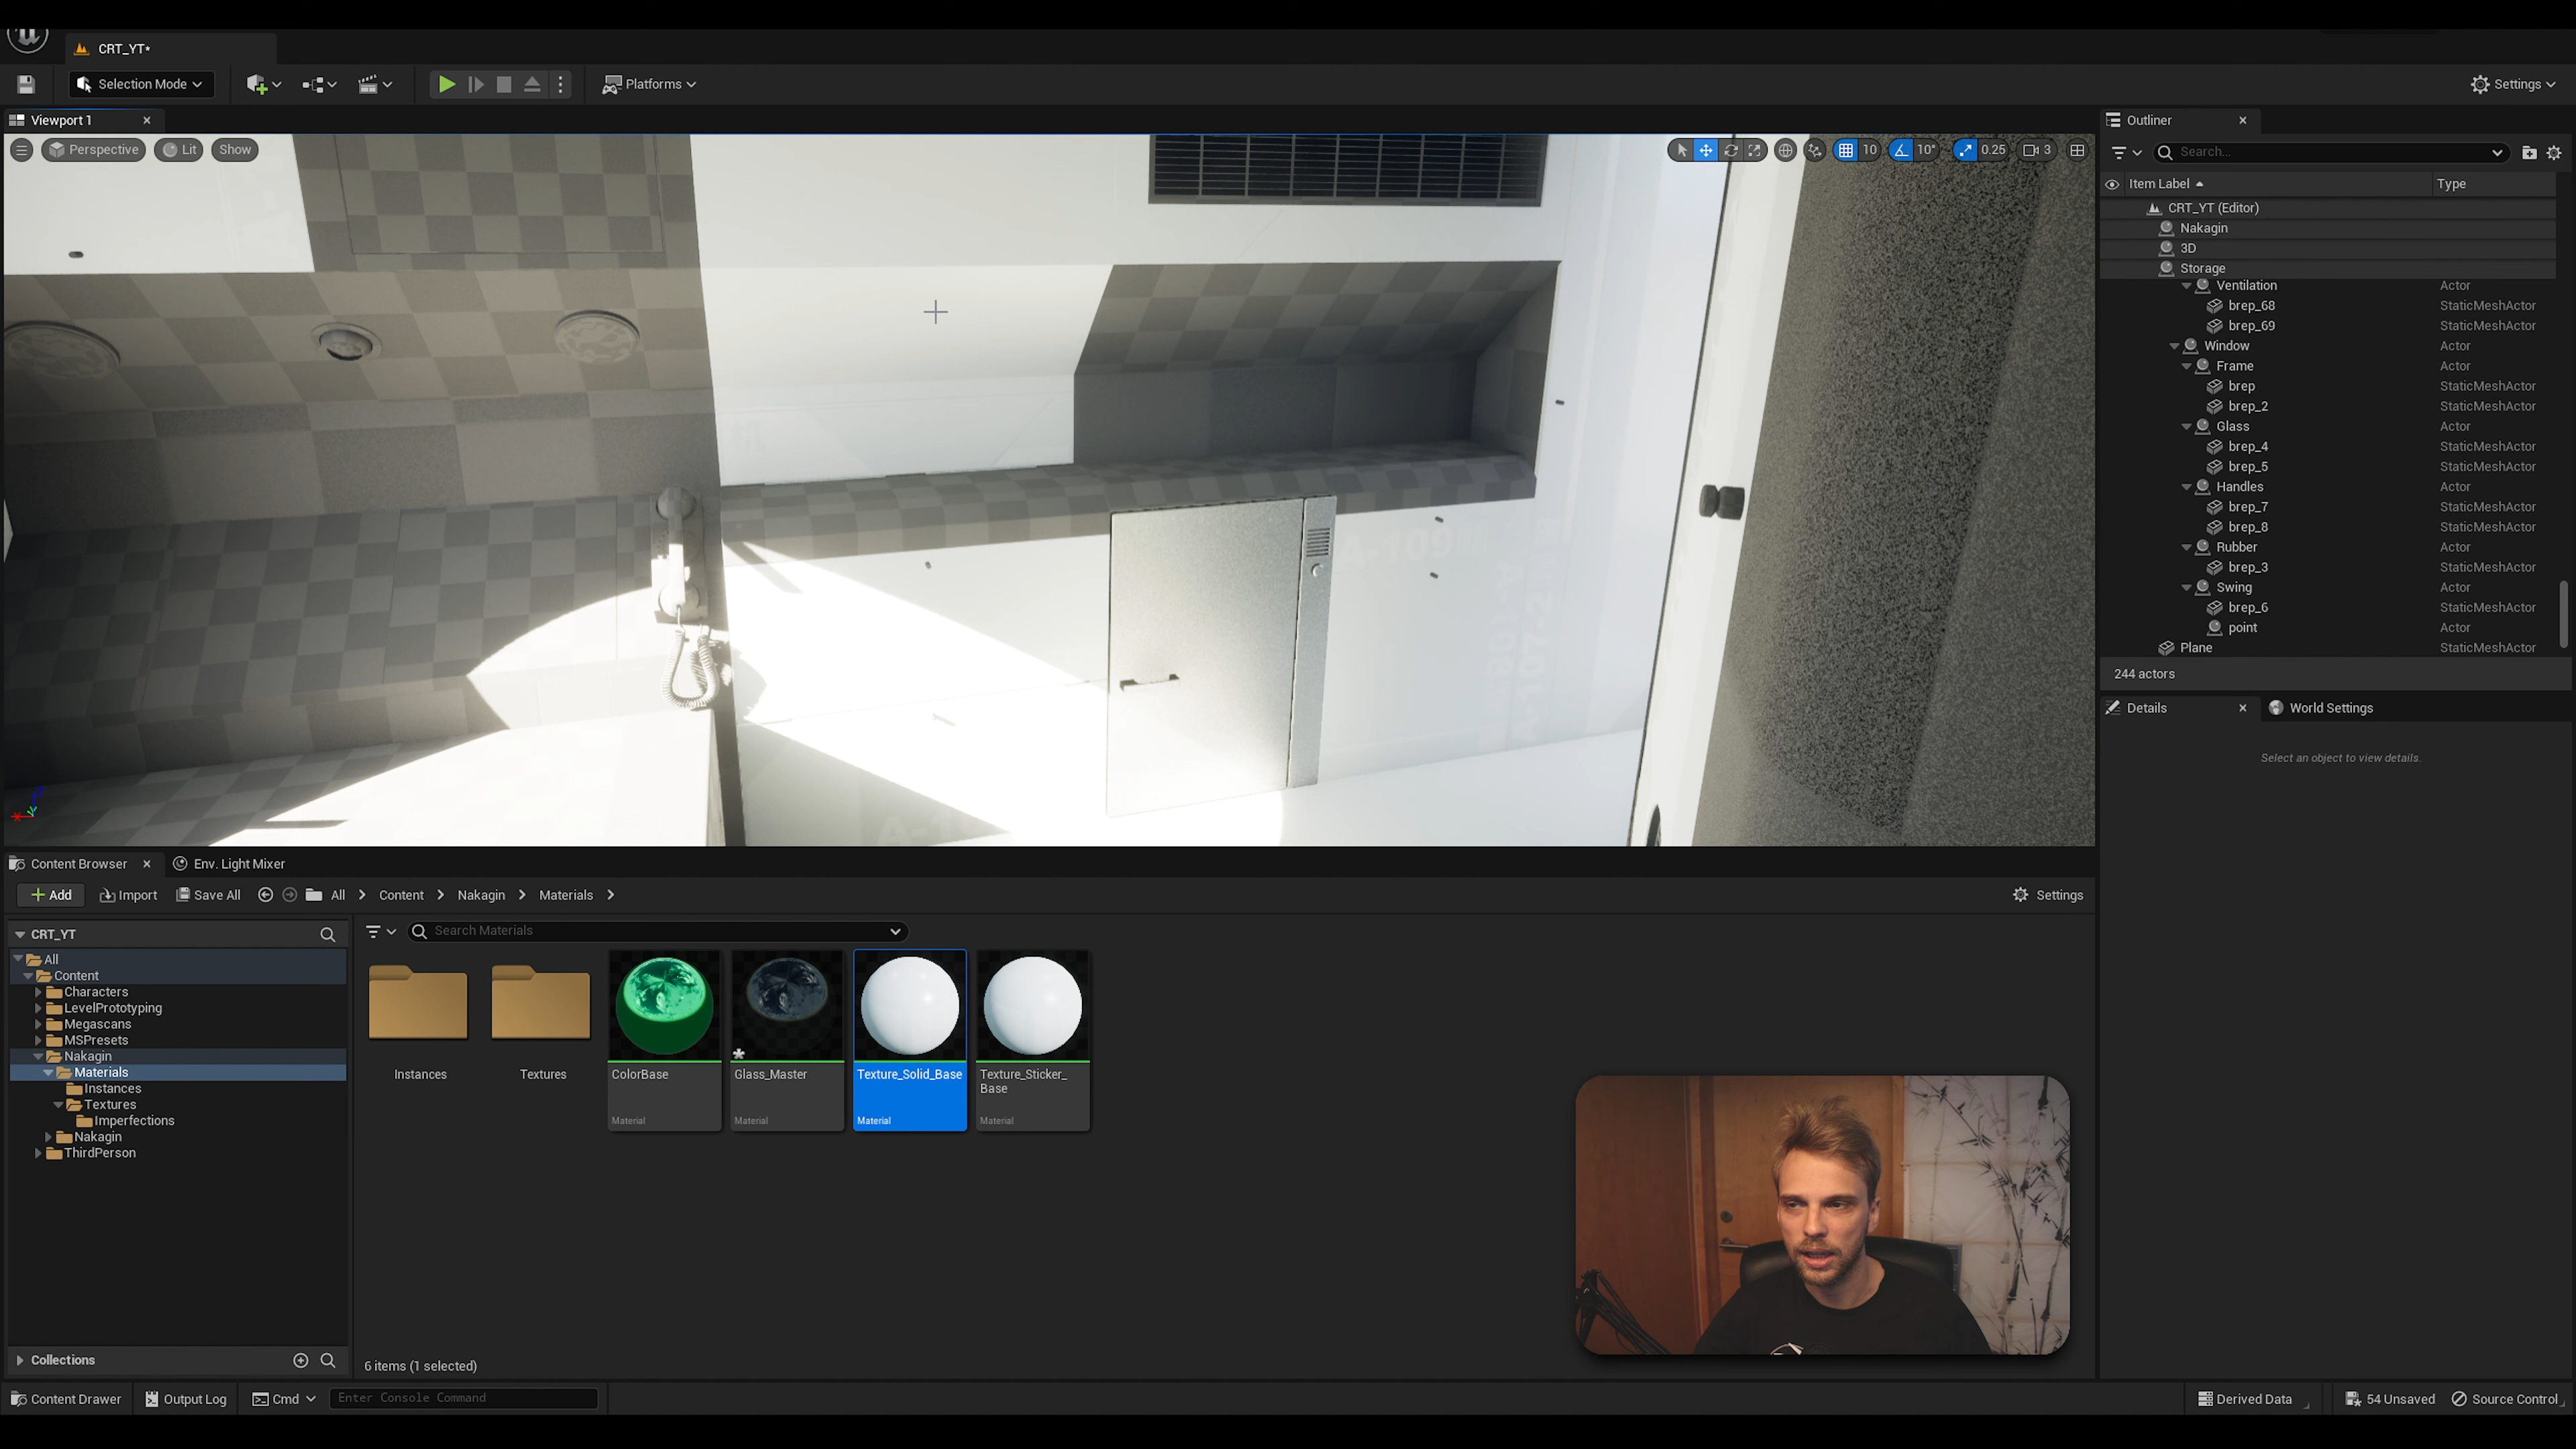 CRT_YT*
Selection Mode
Platforms
Settings
Viewport 1
Perspective
Lit
Show
10
10°
0.25
3
Outliner
Search...
Item Label
Type
CRT_YT (Editor)
Nakagin
3D
Storage
Ventilation Actor
brep_68 StaticMeshActor
brep_69 StaticMeshActor
Window Actor
Frame Actor
brep StaticMeshActor
brep_2 StaticMeshActor
Glass Actor
brep_4 StaticMeshActor
brep_5 StaticMeshActor
Handles Actor
brep_7 StaticMeshActor
brep_8 StaticMeshActor
Rubber Actor
brep_3 StaticMeshActor
Swing Actor
brep_6 StaticMeshActor
point Actor
Plane StaticMeshActor
244 actors
Details
World Settings
Select an object to view details.
Content Browser
Env. Light Mixer
Add
Import
Save All
All
Content
Nakagin
Materials
Settings
CRT_YT
All
Content
Characters
LevelPrototyping
Megascans
MSPresets
Nakagin
Materials
Instances
Textures
Imperfections
Nakagin
ThirdPerson
Collections
Search Materials
Instances
Textures
ColorBase
Material
Glass_Master
Material
Texture_Solid_Base
Material
Texture_Sticker_
Base
Material
6 items (1 selected)
Content Drawer
Output Log
Cmd
Enter Console Command
Derived Data
54 Unsaved
Source Control